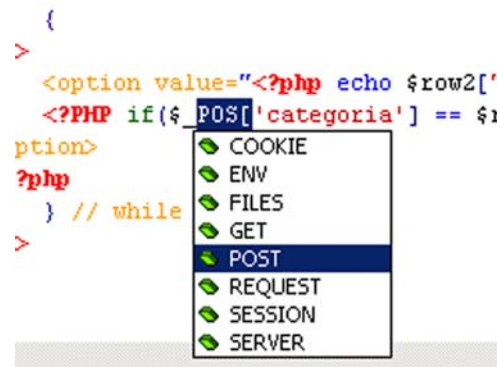 {
>
<option value="<?php echo $row2["
<?PHP if($_POS['categoria'] == $r
ption>
?php
} // while
>
COOKIE
ENV
FILES
GET
POST
REQUEST
SESSION
SERVER